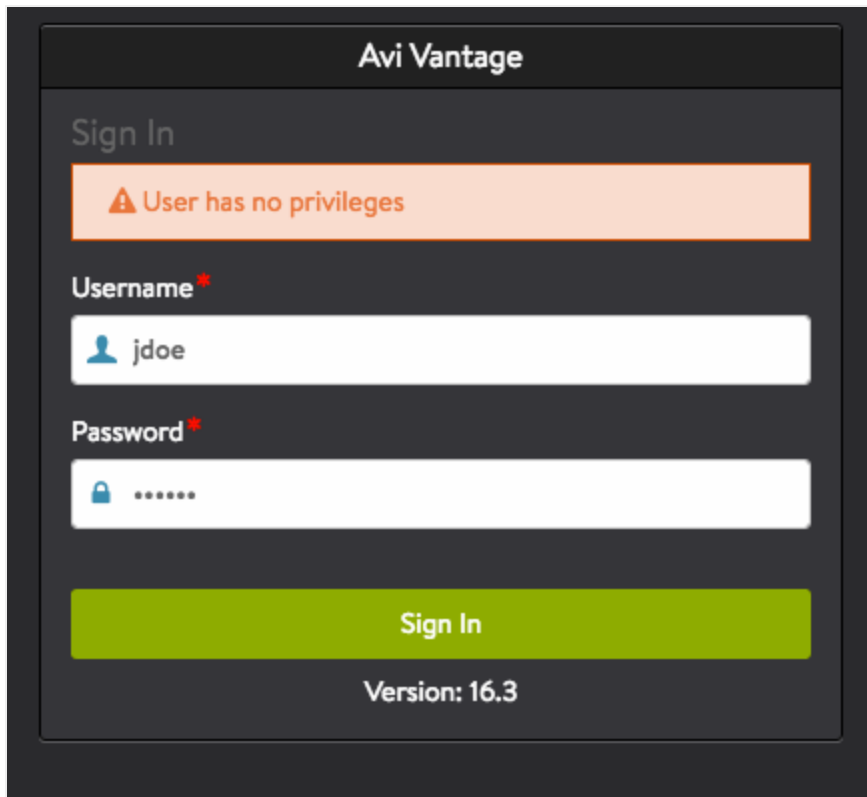 Avi Vantage
Sign In
User has no privileges
Username*
jdoe
Password*
••••••
Sign In
Version: 16.3